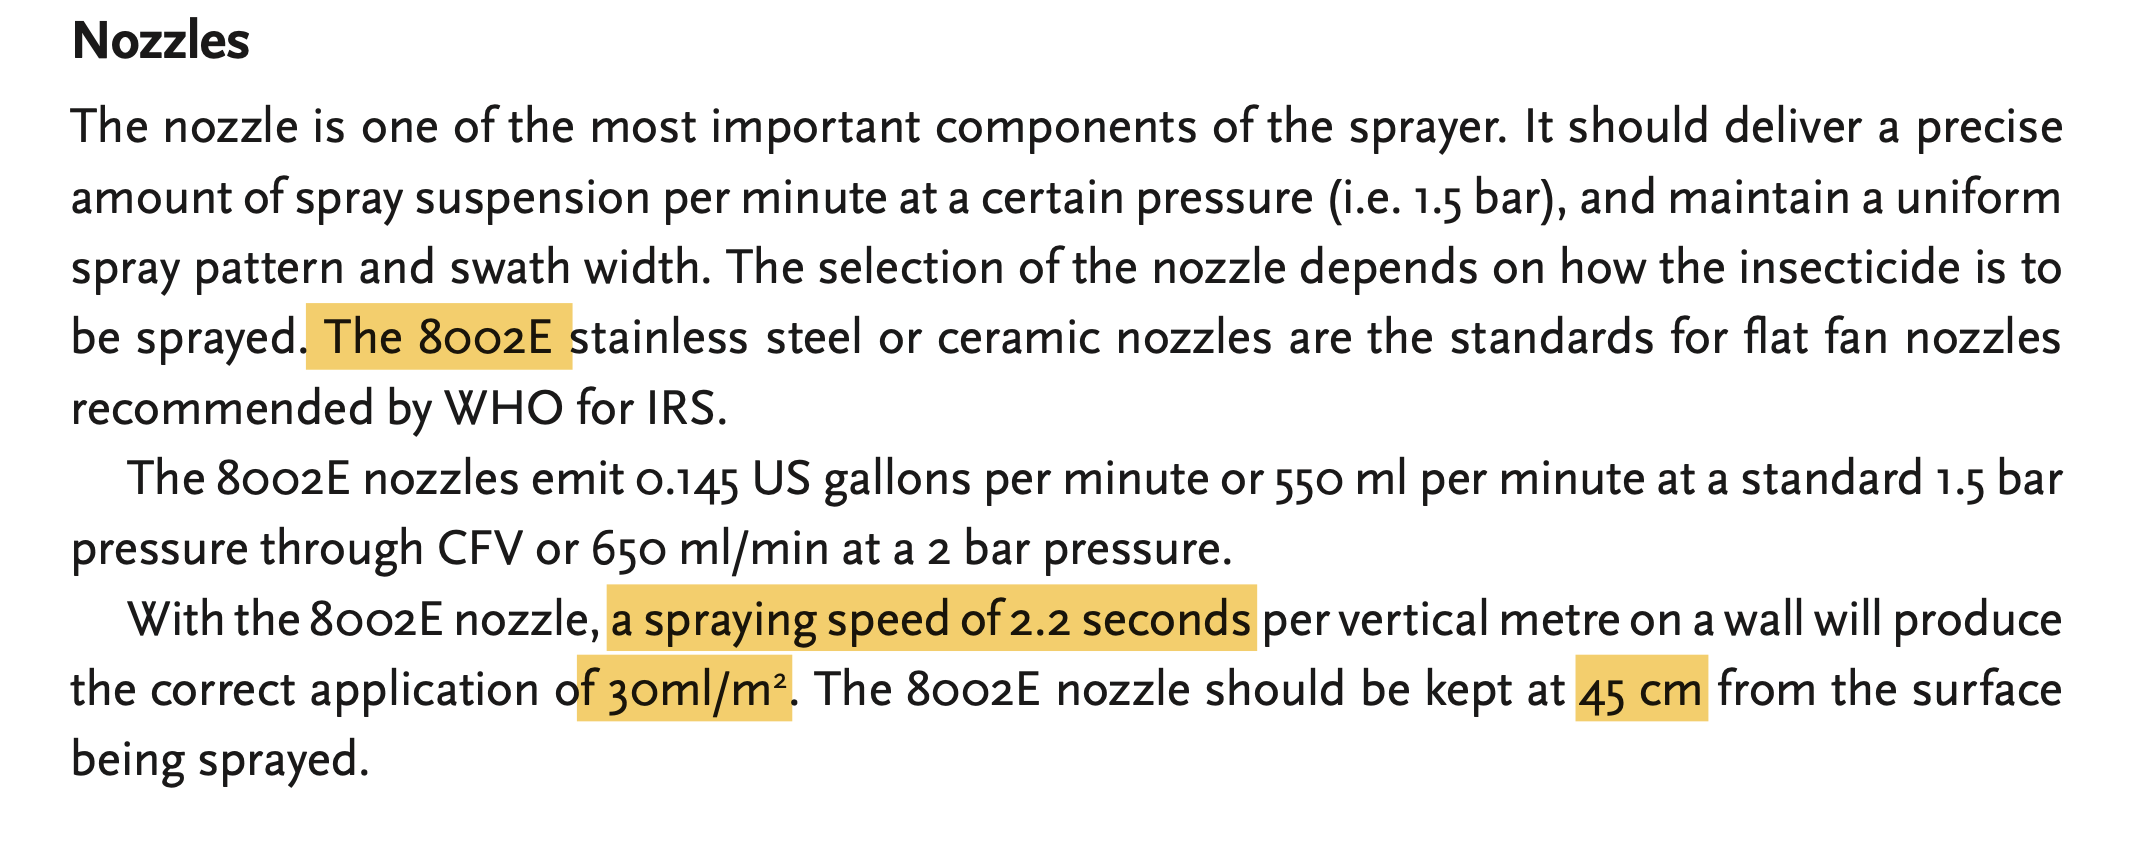 Nozzles
The nozzle is one of the most important components of the sprayer. It should deliver a precise
amount of spray suspension per minute at a certain pressure (i.e. 1.5 bar), and maintain a uniform
spray pattern and swath width. The selection of the nozzle depends on how the insecticide is to
be sprayed. The 8002E stainless steel or ceramic nozzles are the standards for flat fan nozzles
recommended by WHO for IRS.
The 8002E nozzles emit 0.145 US gallons per minute or 550 ml per minute at a standard 1.5 bar
pressure through CFV or 650 ml/min at a 2 bar pressure.
With the 8002E nozzle, a spraying speed of 2.2 seconds per vertical metre on a wall will produce
the correct application of 30ml/m². The 8002E nozzle should be kept at 45 cm from the surface
being sprayed.